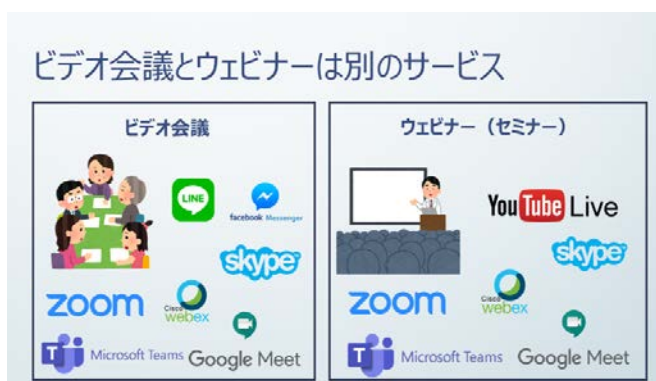 ビデオ会議とウェビナーは別のサービス
ビデオ会議
LINE
facebook Messenger
skype
zoom
Cisco
webex
T
Microsoft Teams
Google Meet
ウェビナー（セミナー）
YouTube Live
skype
zoom
Cisco
webex
T
Microsoft Teams
Google Meet